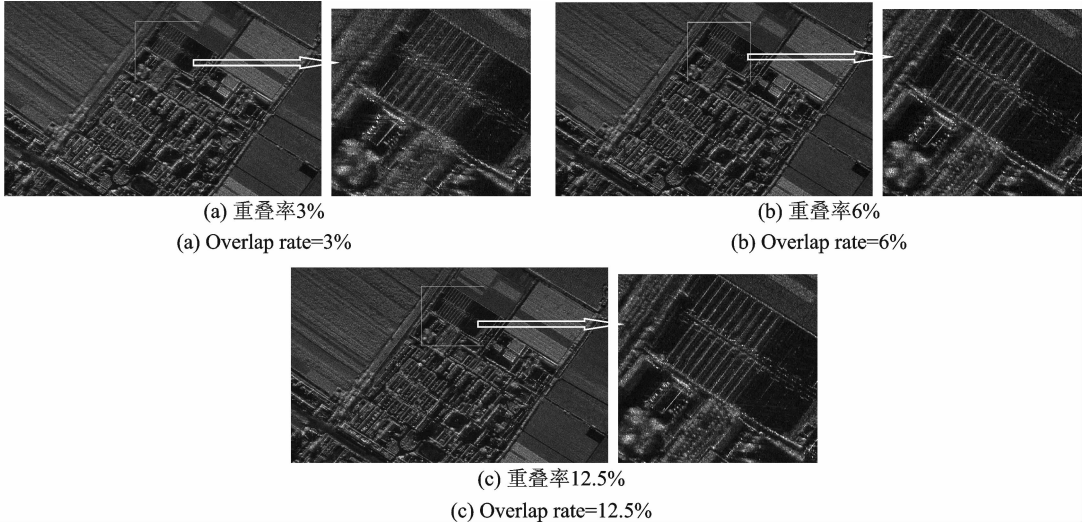 (a) 重叠率3%
(b) 重叠率6%
(a) Overlap rate=3%
(b) Overlap rate=6%
(c) 重叠率12.5%
(c) Overlap rate=12.5%